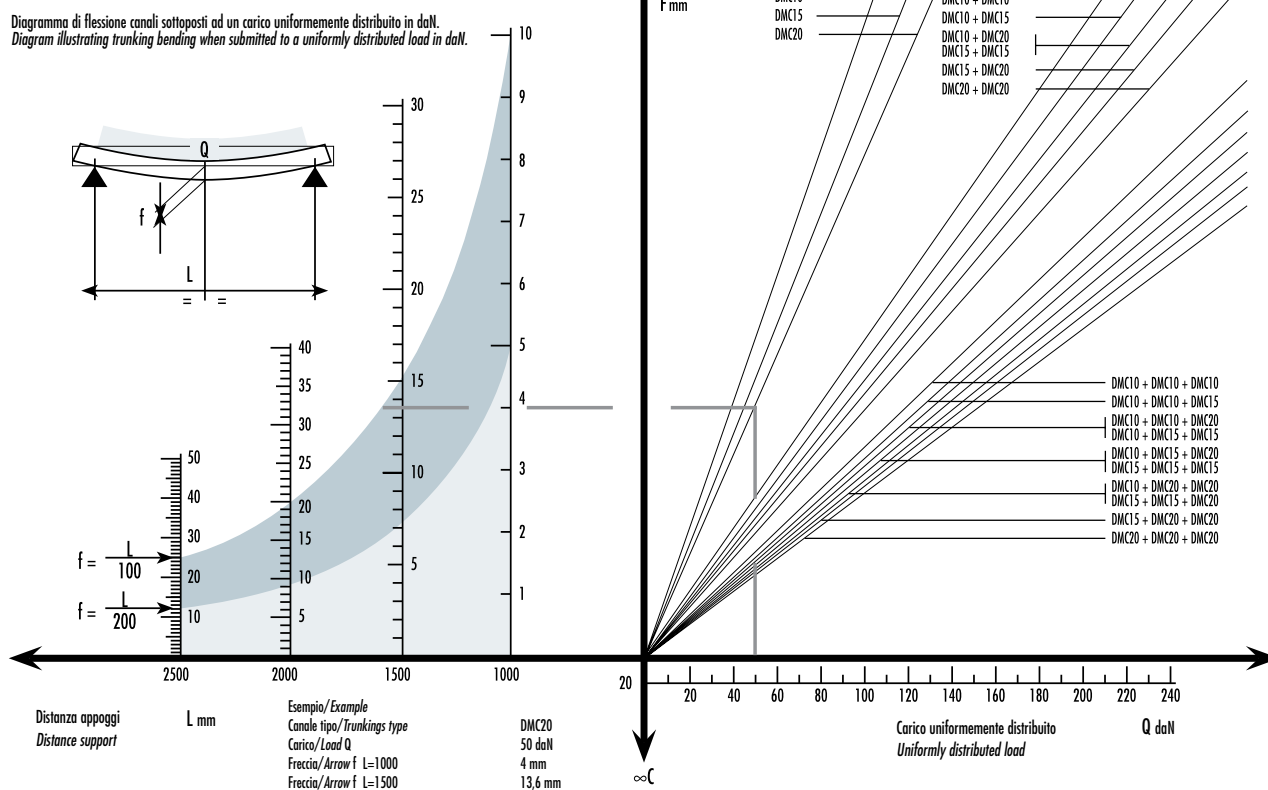 Diagramma di flessione canali sottoposti ad un carico uniformemente distribuito in daN.
Diagram illustrating trunking bending when submitted to a uniformly distributed load in daN.
Q
f
L
= =
F mm
DMC15
DMC20
DMC10 + DMC15
DMC10 + DMC20
DMC15 + DMC15
DMC15 + DMC20
DMC20 + DMC20
10
9
8
7
6
5
4
3
2
1
30
25
20
15
10
5
40
35
30
25
20
15
10
5
50
40
30
20
10
f = L
100
f = L
200
DMC10 + DMC10 + DMC10
DMC10 + DMC10 + DMC15
DMC10 + DMC10 + DMC20
DMC10 + DMC15 + DMC15
DMC10 + DMC15 + DMC20
DMC15 + DMC15 + DMC15
DMC10 + DMC20 + DMC20
DMC15 + DMC15 + DMC20
DMC15 + DMC20 + DMC20
DMC20 + DMC20 + DMC20
2500 2000 1500 1000
20
20 40 60 80 100 120 140 160 180 200 220 240
Distanza appoggi L mm
Distance support
Esempio/Example
Canale tipo/Trunkings type DMC20
Carico/Load Q 50 daN
Freccia/Arrow f L=1000 4 mm
Freccia/Arrow f L=1500 13,6 mm
Carico uniformemente distribuito Q daN
Uniformly distributed load
∞C